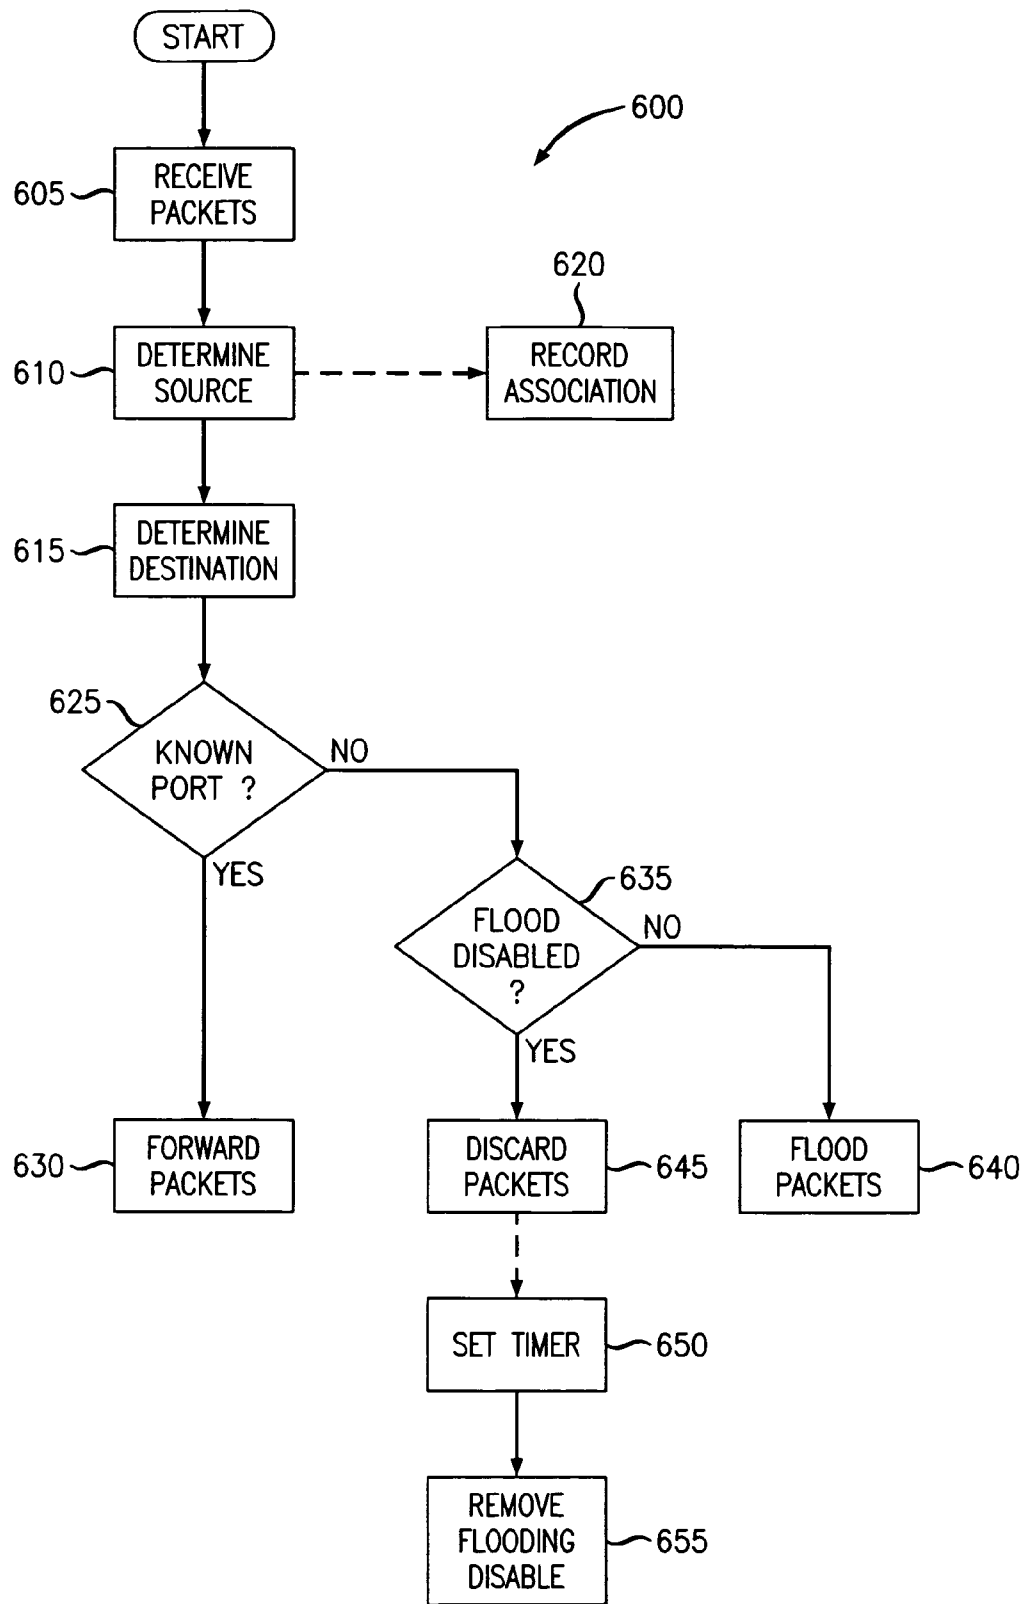 START
600
605
RECEIVE
PACKETS
620
610
DETERMINE
SOURCE
RECORD
ASSOCIATION
615
DETERMINE
DESTINATION
625
KNOWN
PORT ?
NO
YES
635
FLOOD
DISABLED
?
NO
YES
630
FORWARD
PACKETS
DISCARD
PACKETS
645
FLOOD
PACKETS
640
SET TIMER
650
REMOVE
FLOODING
DISABLE
655